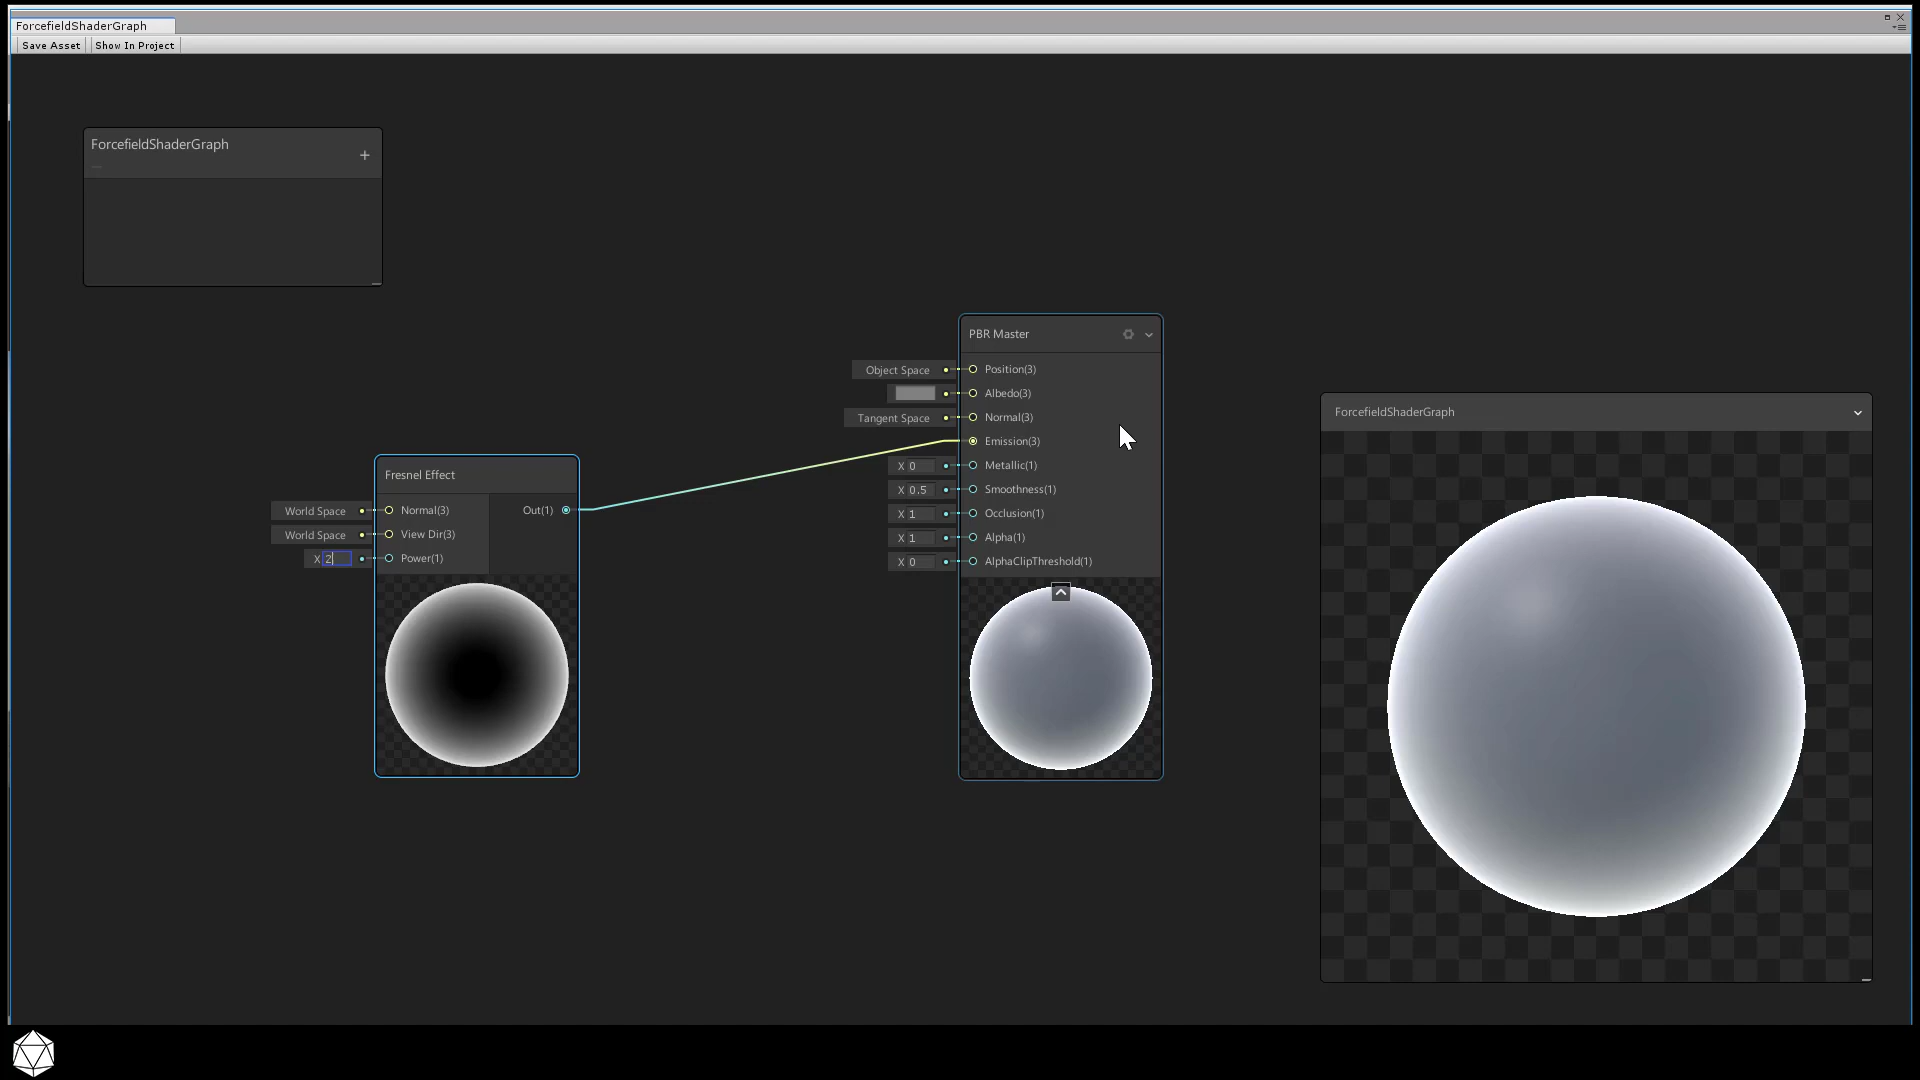 ForcefieldShaderGraph
Save Asset
Show In Project
ForcefieldShaderGraph
+
PBR Master
Object Space
Position(3)
Albedo(3)
Tangent Space
Normal(3)
Emission(3)
X 0
Metallic(1)
X 0.5
Smoothness(1)
X 1
Occlusion(1)
X 1
Alpha(1)
X 0
AlphaClipThreshold(1)
Fresnel Effect
World Space
Normal(3)
Out(1)
World Space
View Dir(3)
X 2
Power(1)
ForcefieldShaderGraph